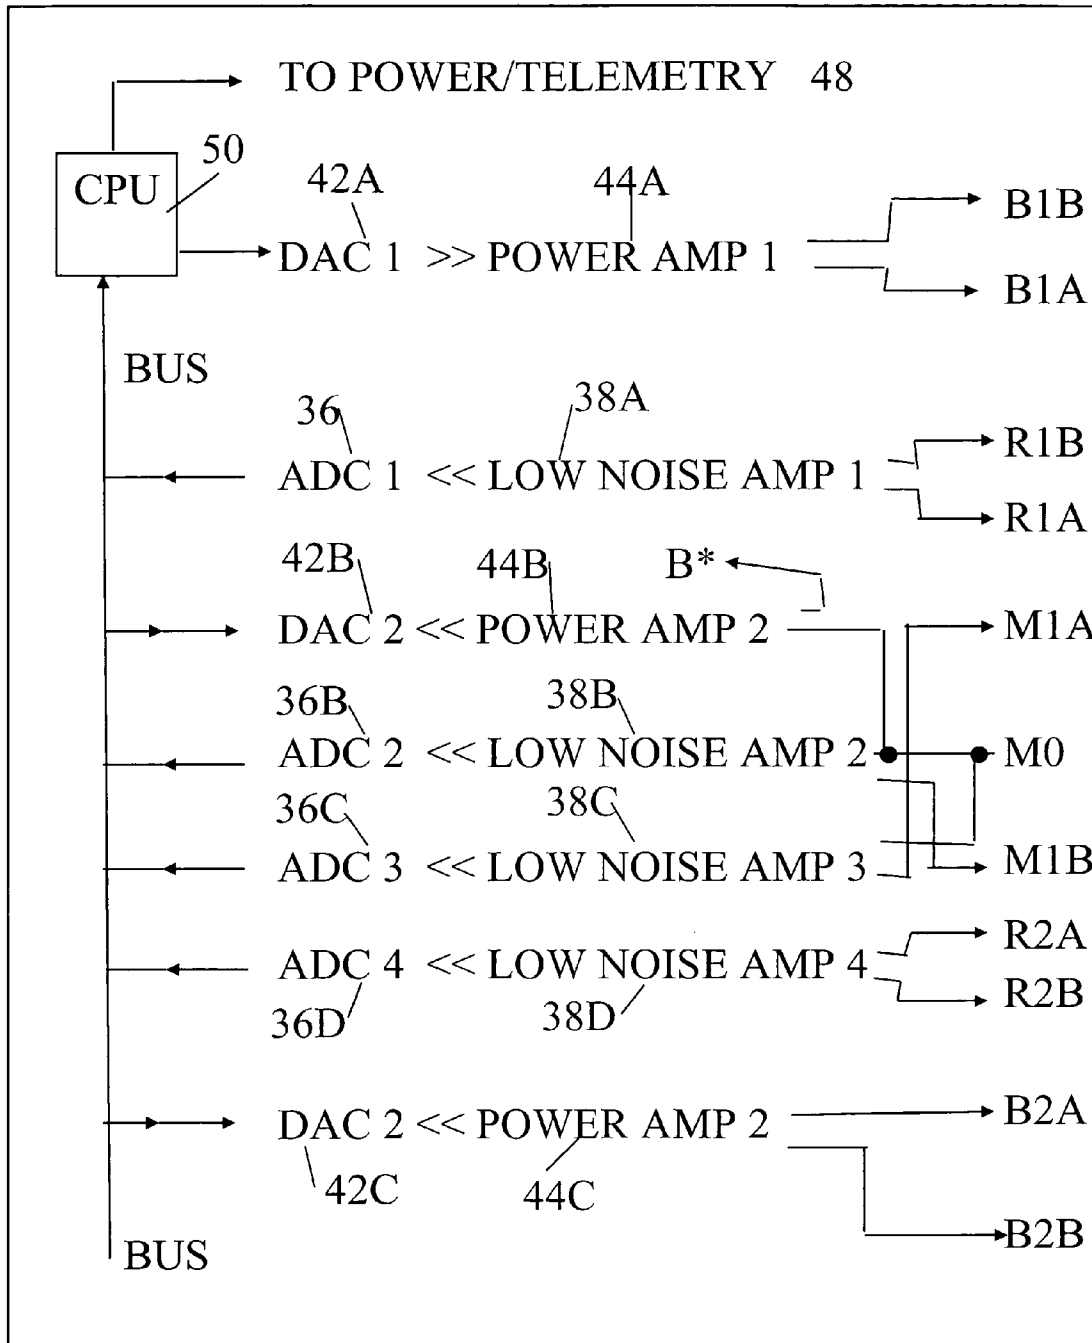 TO POWER/TELEMETRY 48
50
CPU
42A
44A
B1B
DAC 1 >> POWER AMP 1
B1A
BUS
36
38A
R1B
ADC 1 << LOW NOISE AMP 1
R1A
42B
44B
B*
DAC 2 << POWER AMP 2
M1A
36B
38B
ADC 2 << LOW NOISE AMP 2
M0
36C
38C
ADC 3 << LOW NOISE AMP 3
M1B
R2A
ADC 4 << LOW NOISE AMP 4
R2B
36D
38D
DAC 2 << POWER AMP 2
B2A
42C
44C
BUS
B2B